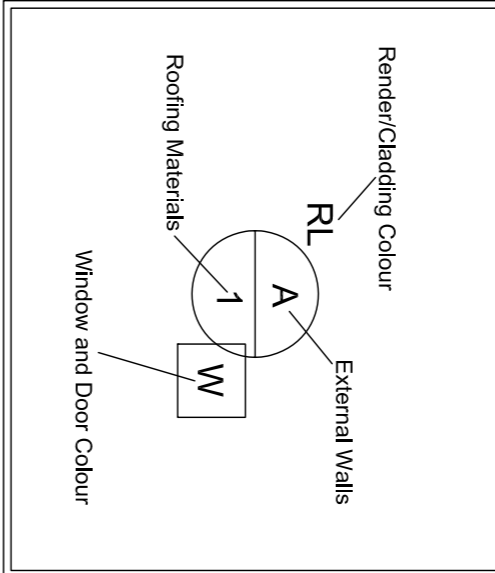 Render/Cladding Colour
RL
External Walls
A
Roofing Materials
1
W
Window and Door Colour